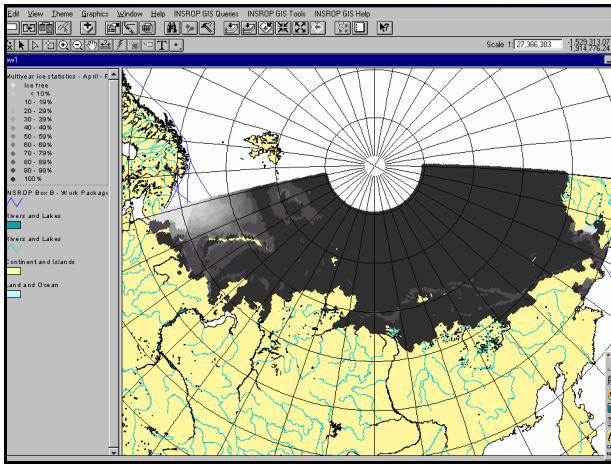 Edit View Theme Graphics Window Help INSROP GIS Queries INSROP GIS Tools INSROP GIS Help
Scale 1: 27,366,303
-1,529,313.07
1,914,776.24
ew1
Multiyear ice statistics - April - F
Ice free
< 10%
10 - 19%
20 - 29%
30 - 39%
40 - 49%
50 - 59%
60 - 69%
70 - 79%
80 - 89%
90 - 99%
100%
INSROP Box B - Work Package
Rivers and Lakes
Rivers and Lakes
Continent and Islands
Land and Ocean